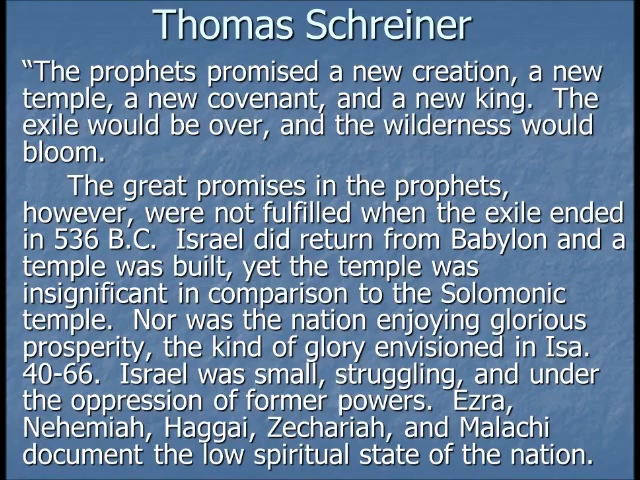 Thomas Schreiner
“The prophets promised a new creation, a new
temple, a new covenant, and a new king.  The
exile would be over, and the wilderness would
bloom.
The great promises in the prophets,
however, were not fulfilled when the exile ended
in 536 B.C.  Israel did return from Babylon and a
temple was built, yet the temple was
insignificant in comparison to the Solomonic
temple.  Nor was the nation enjoying glorious
prosperity, the kind of glory envisioned in Isa.
40-66.  Israel was small, struggling, and under
the oppression of former powers.  Ezra,
Nehemiah, Haggai, Zechariah, and Malachi
document the low spiritual state of the nation.